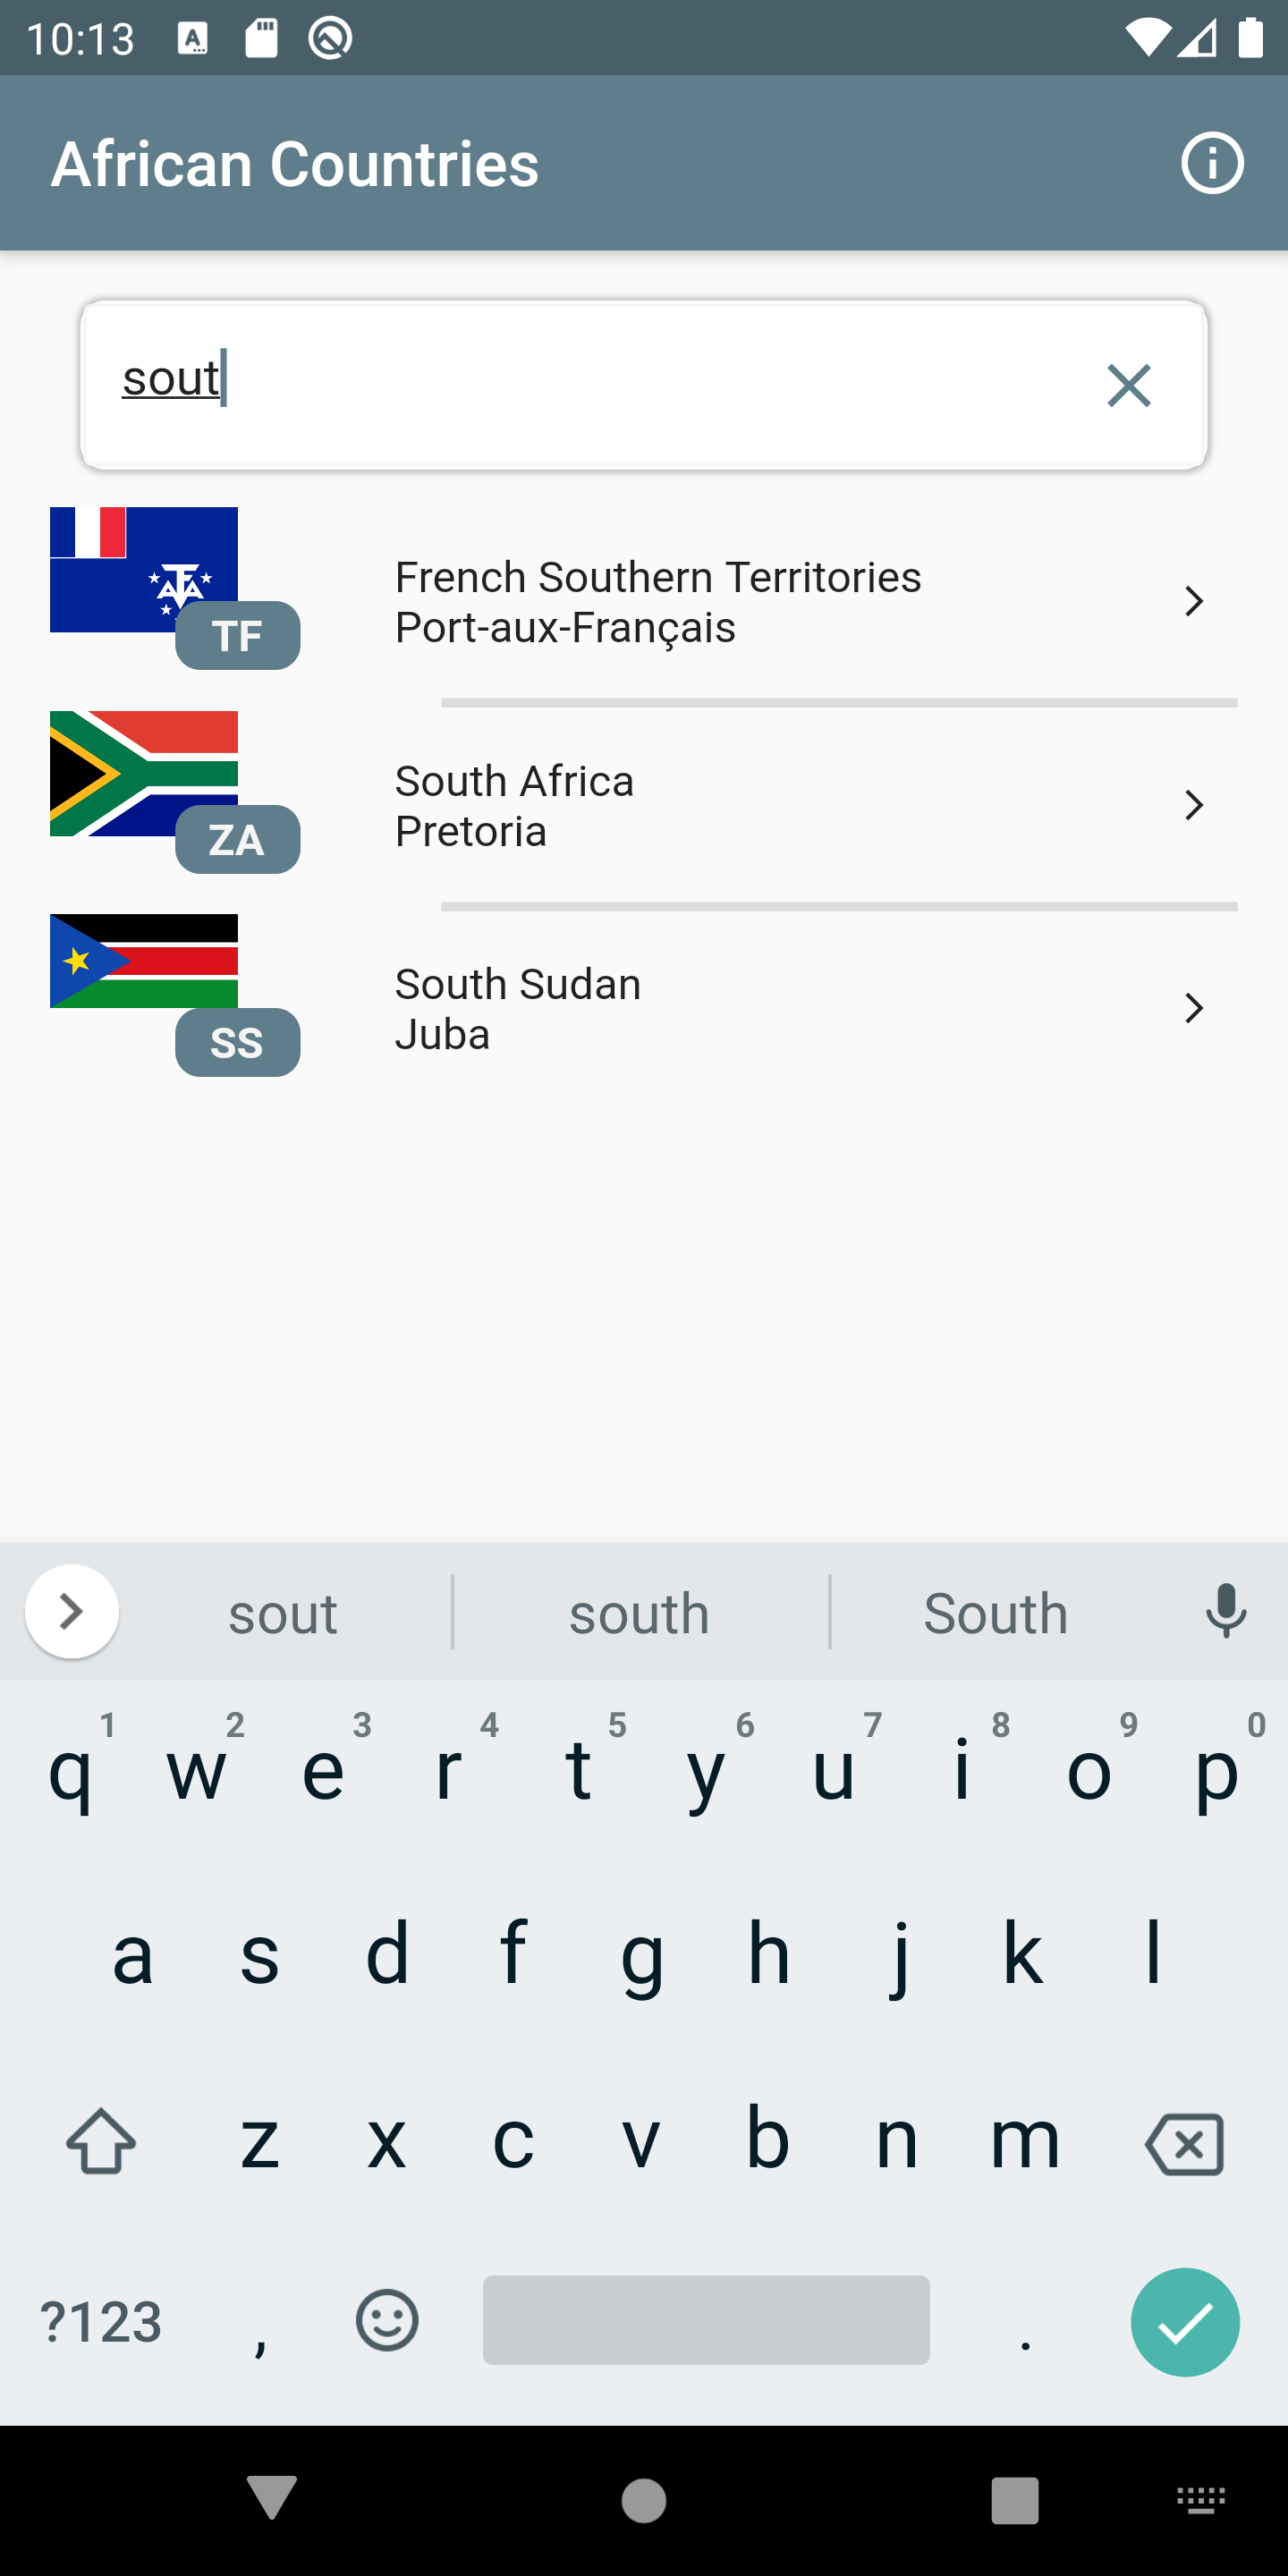 10:13
African Countries
sout
TF
French Southern Territories
Port-aux-Français
ZA
South Africa
Pretoria
SS
South Sudan
Juba
sout south South
1 2 3 4 5 6 7 8 9 0
q w e r t y u i o p
a s d f g h j k l
z x c v b n m
?123 , .